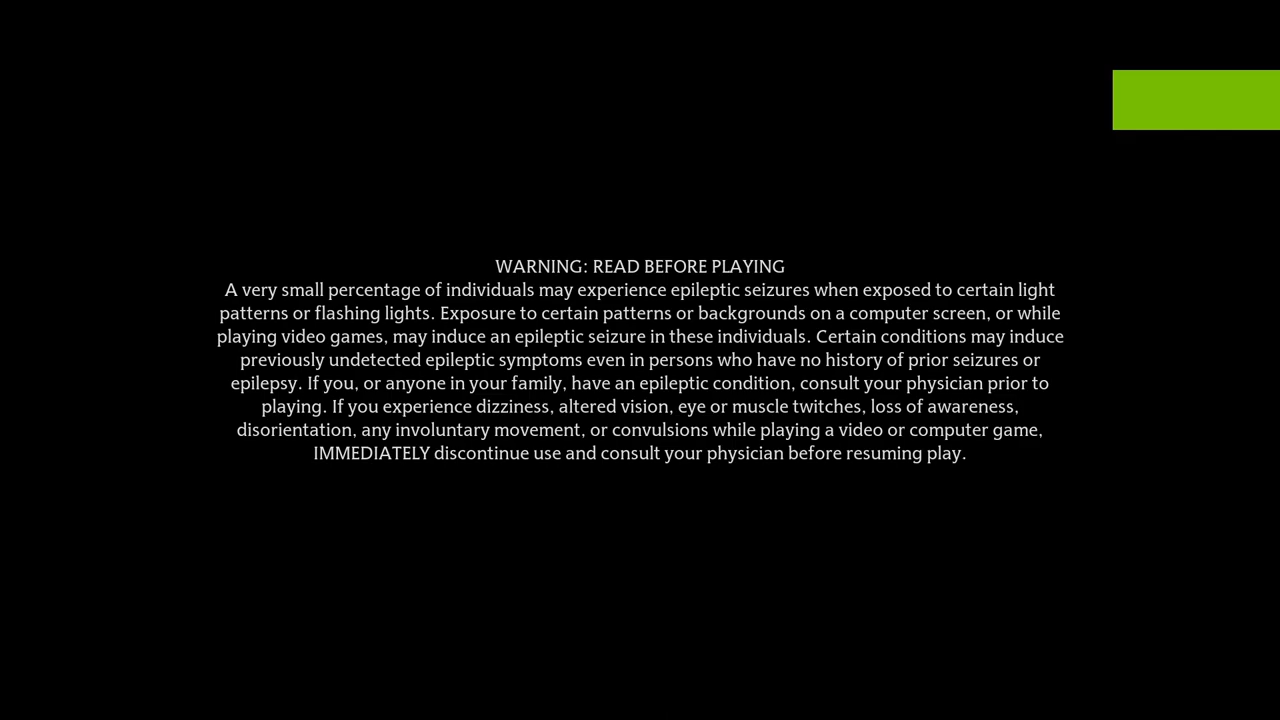 WARNING: READ BEFORE PLAYING
A very small percentage of individuals may experience epileptic seizures when exposed to certain light
patterns or flashing lights. Exposure to certain patterns or backgrounds on a computer screen, or while
playing video games, may induce an epileptic seizure in these individuals. Certain conditions may induce
previously undetected epileptic symptoms even in persons who have no history of prior seizures or
epilepsy. If you, or anyone in your family, have an epileptic condition, consult your physician prior to
playing. If you experience dizziness, altered vision, eye or muscle twitches, loss of awareness,
disorientation, any involuntary movement, or convulsions while playing a video or computer game,
IMMEDIATELY discontinue use and consult your physician before resuming play.